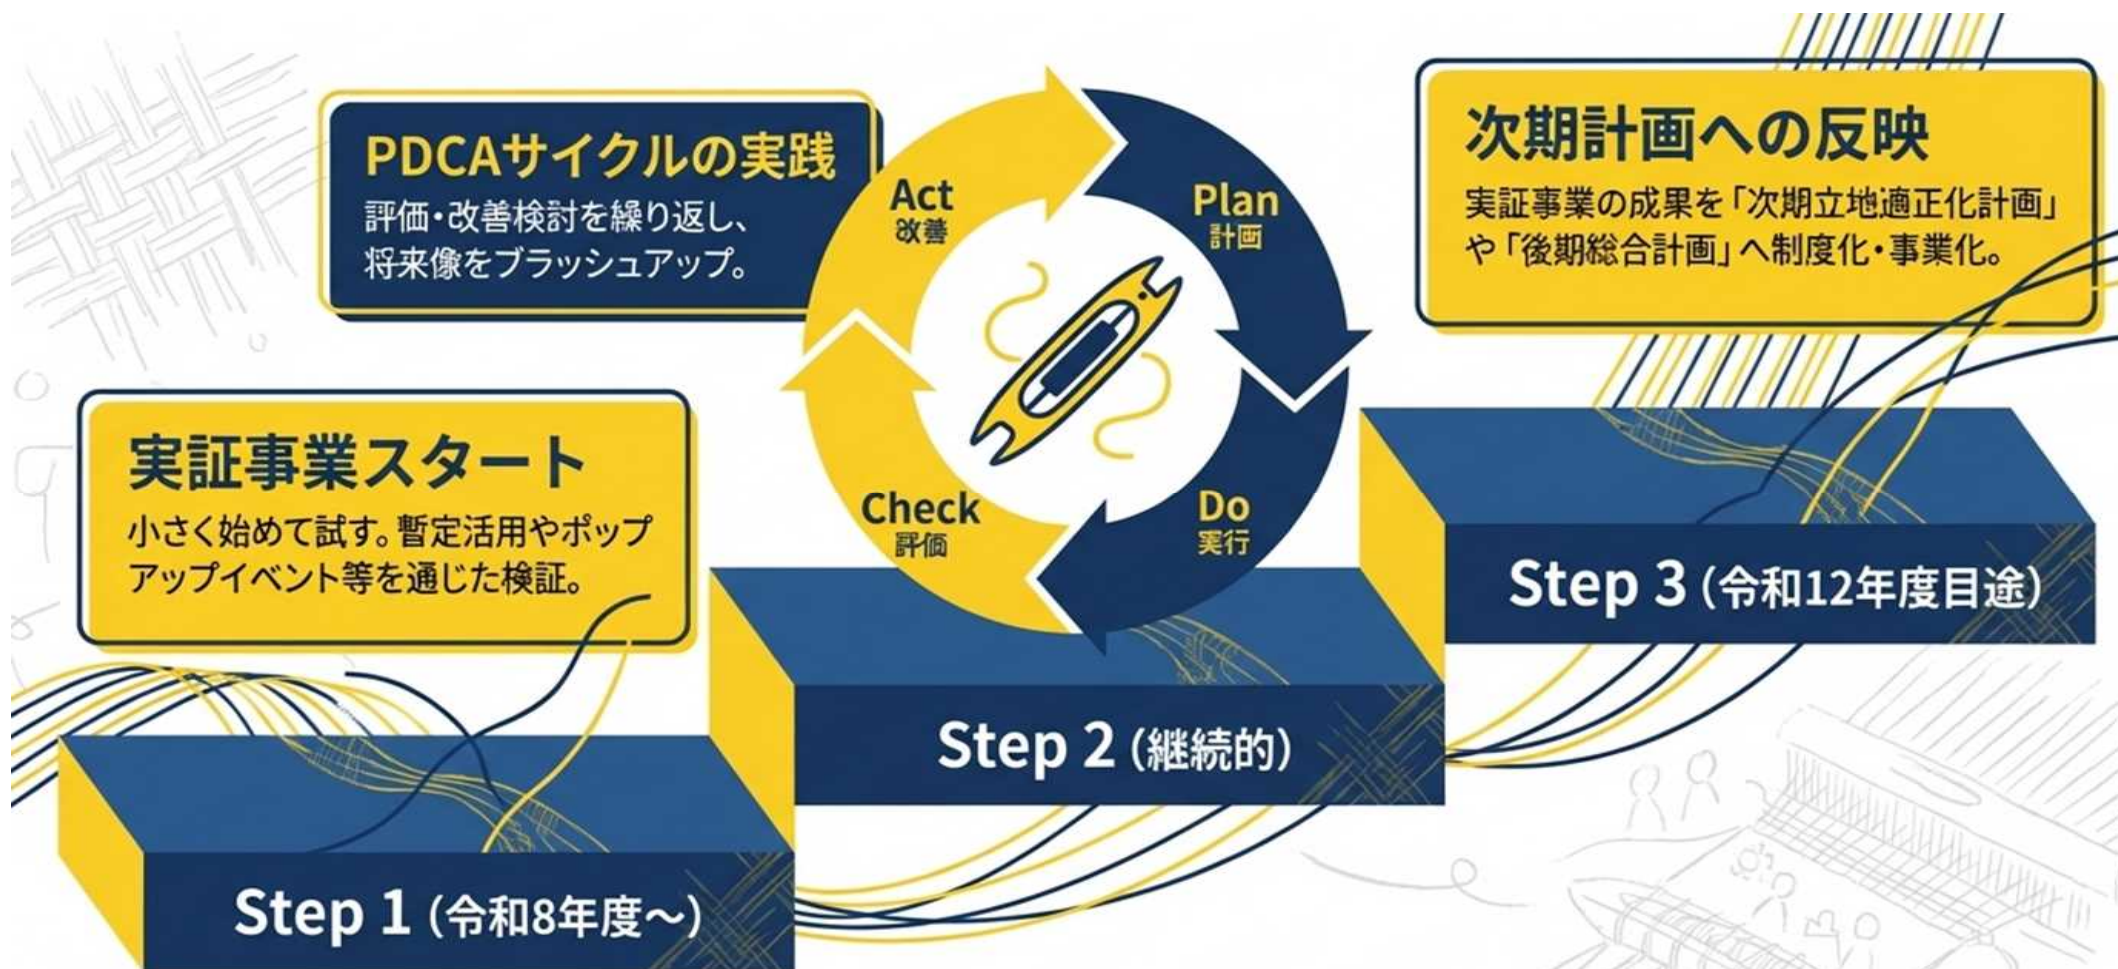 実証事業スタート
小さく始めて試す。暫定活用やポップ
アップイベント等を通じた検証。
Step 1 (令和8年度～)
PDCAサイクルの実践
評価・改善検討を繰り返し、
将来像をブラッシュアップ。
Plan
計画
Do
実行
Check
評価
Act
改善
Step 2 (継続的)
次期計画への反映
実証事業の成果を「次期立地適正化計画」
や「後期総合計画」へ制度化・事業化。
Step 3 (令和12年度目途)